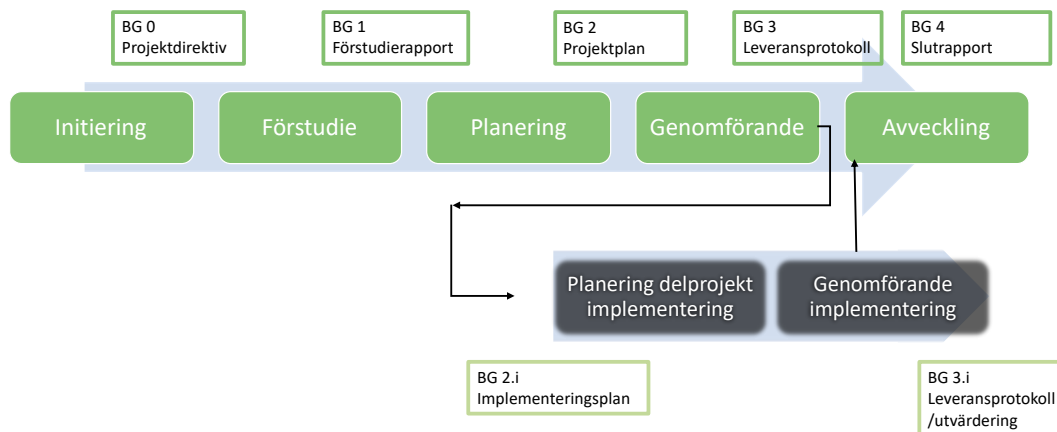 BG 0
Projektdirektiv
BG 1
Förstudierapport
BG 2
Projektplan
BG 3
Leveransprotokoll
BG 4
Slutrapport
Initiering
Förstudie
Planering
Genomförande
Avveckling
Planering delprojekt
implementering
Genomförande
implementering
BG 2.i
Implementeringsplan
BG 3.i
Leveransprotokoll
/utvärdering